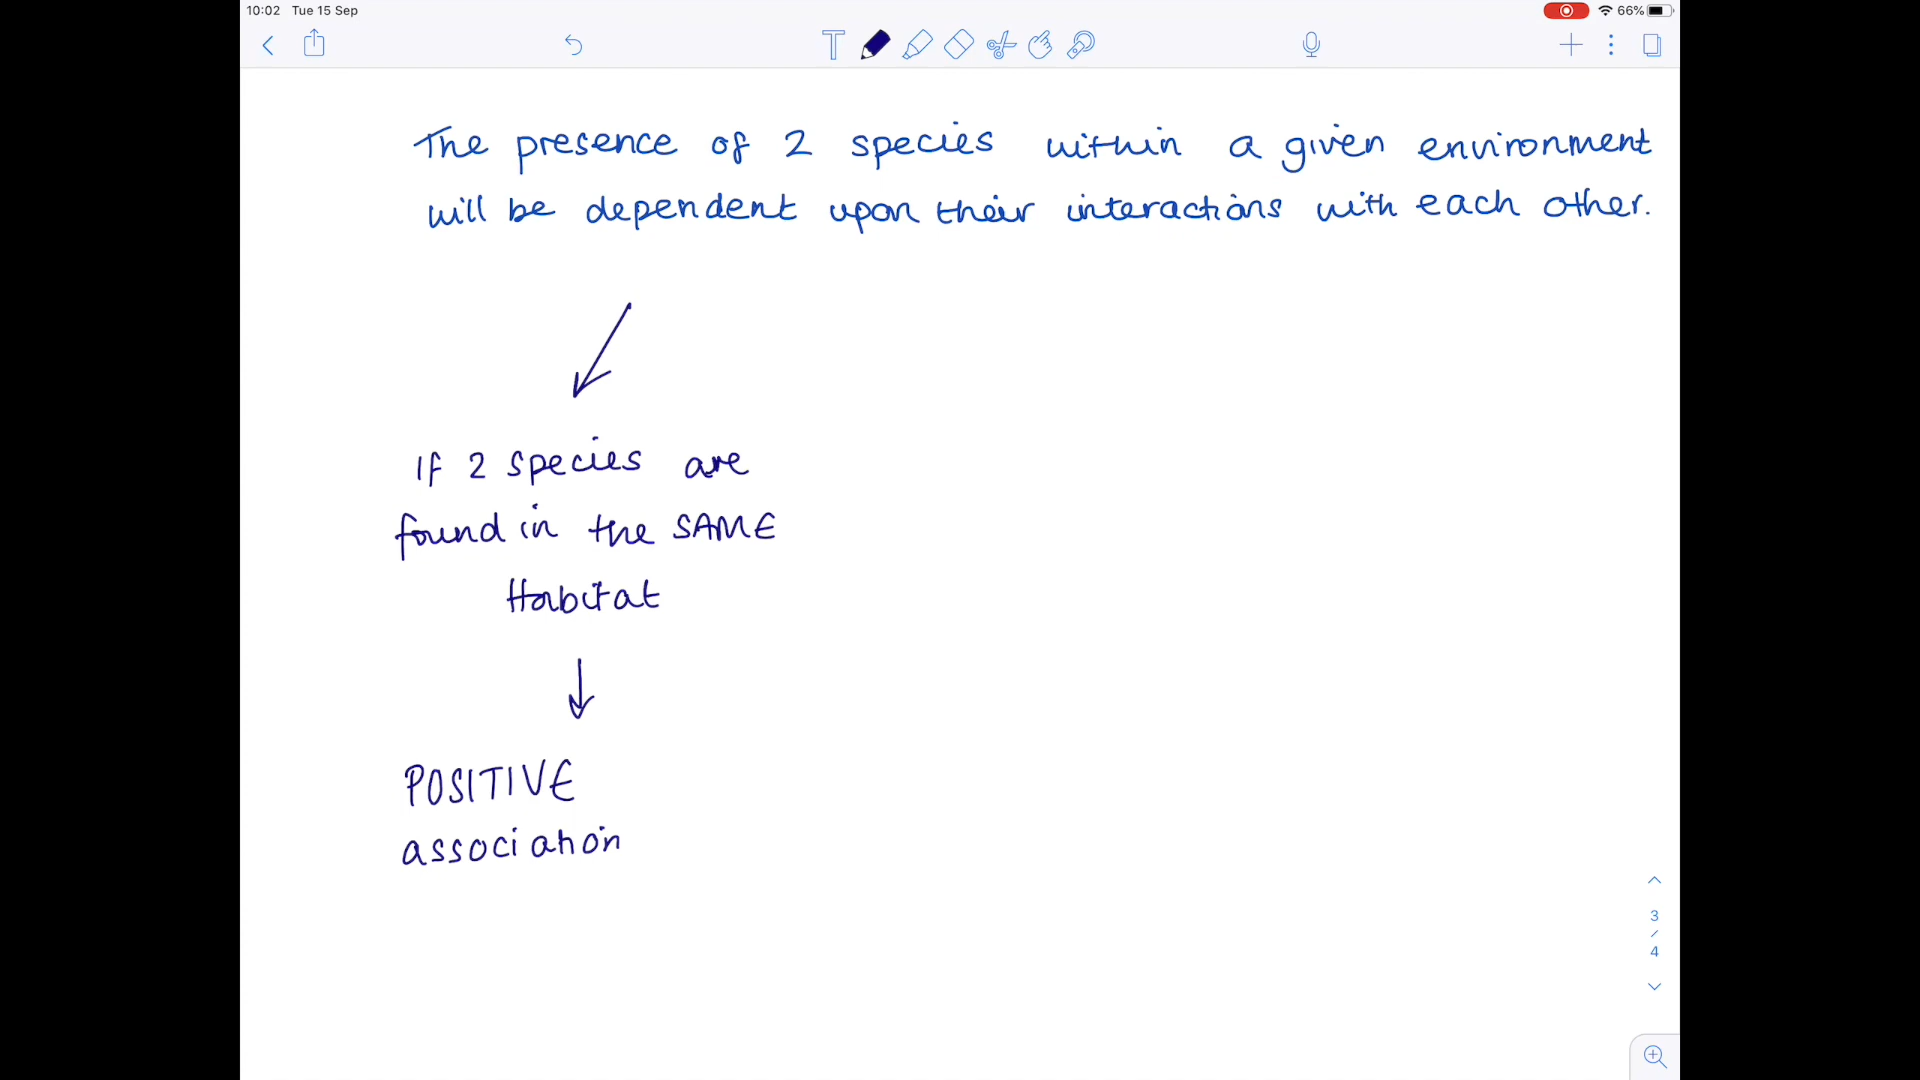 10:02 Tue 15 Sep
66%
T
The presence of 2 species within a given environment
will be dependent upon their interactions with each other.
If 2 species are
found in the SAME
Habitat
POSITIVE
association
3
/
4